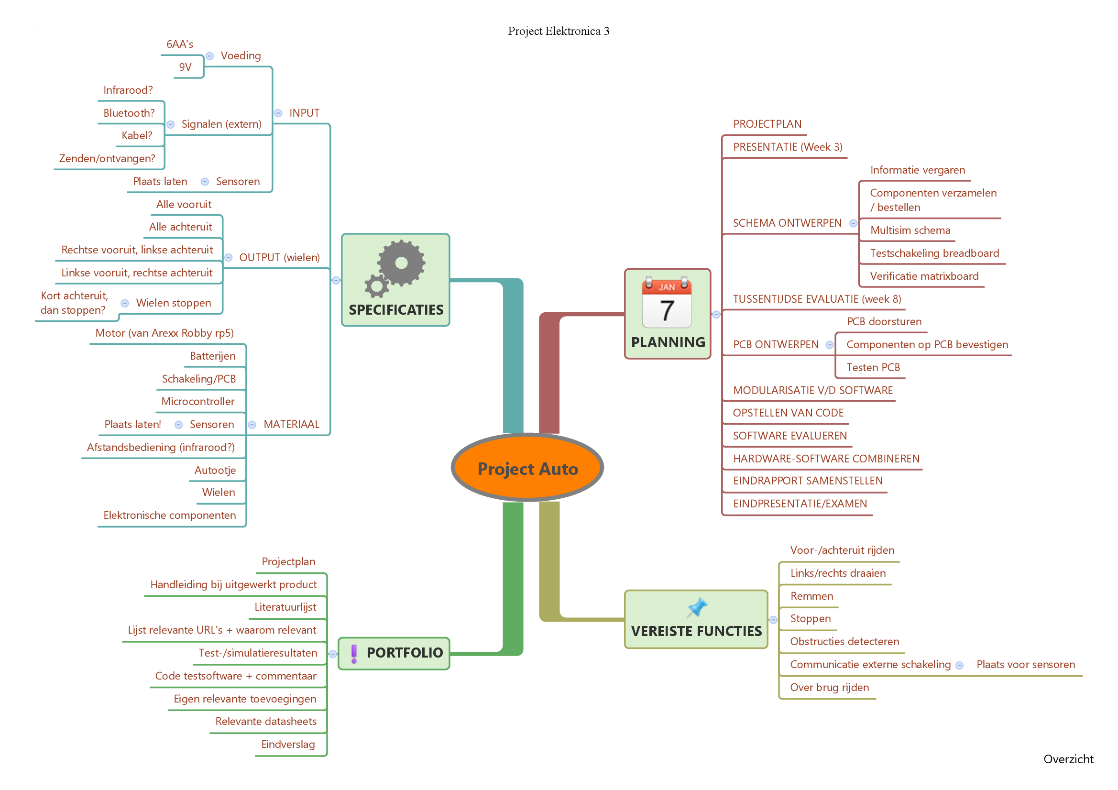 Project Elektronica 3
6AA's
9V
Voeding
Infrarood?
Bluetooth?
Kabel?
Zenden/ontvangen?
Signalen (extern)
Plaats laten
Sensoren
INPUT
Alle vooruit
Alle achteruit
Rechtse vooruit, linkse achteruit
Linkse vooruit, rechtse achteruit
Kort achteruit,
dan stoppen?
Wielen stoppen
OUTPUT (wielen)
Motor (van Arexx Robby rp5)
Batterijen
Schakeling/PCB
Microcontroller
Plaats laten!
Sensoren
Afstandsbediening (infrarood?)
Autootje
Wielen
Elektronische componenten
MATERIAAL
SPECIFICATIES
JAN
7
PLANNING
PROJECTPLAN
PRESENTATIE (Week 3)
SCHEMA ONTWERPEN
Informatie vergaren
Componenten verzamelen
/ bestellen
Multisim schema
Testschakeling breadboard
Verificatie matrixboard
TUSSENTIJDSE EVALUATIE (week 8)
PCB ONTWERPEN
PCB doorsturen
Componenten op PCB bevestigen
Testen PCB
MODULARISATIE V/D SOFTWARE
OPSTELLEN VAN CODE
SOFTWARE EVALUEREN
HARDWARE-SOFTWARE COMBINEREN
EINDRAPPORT SAMENSTELLEN
EINDPRESENTATIE/EXAMEN
Project Auto
Projectplan
Handleiding bij uitgewerkt product
Literatuurlijst
Lijst relevante URL's + waarom relevant
Test-/simulatieresultaten
Code testsoftware + commentaar
Eigen relevante toevoegingen
Relevante datasheets
Eindverslag
PORTFOLIO
VEREISTE FUNCTIES
Voor-/achteruit rijden
Links/rechts draaien
Remmen
Stoppen
Obstructies detecteren
Communicatie externe schakeling
Plaats voor sensoren
Over brug rijden
Overzicht